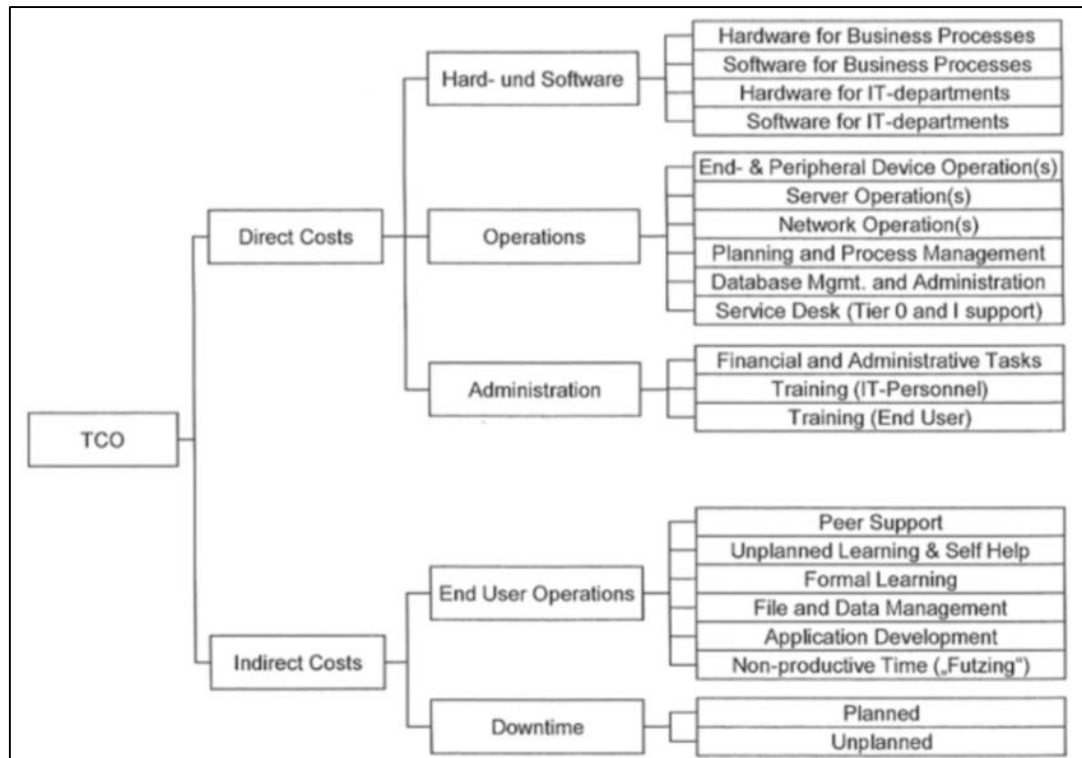 TCO
Direct Costs
Hard- und Software
Hardware for Business Processes
Software for Business Processes
Hardware for IT-departments
Software for IT-departments
Operations
End- & Peripheral Device Operation(s)
Server Operation(s)
Network Operation(s)
Planning and Process Management
Database Mgmt. and Administration
Service Desk (Tier 0 and I support)
Administration
Financial and Administrative Tasks
Training (IT-Personnel)
Training (End User)
Indirect Costs
End User Operations
Peer Support
Unplanned Learning & Self Help
Formal Learning
File and Data Management
Application Development
Non-productive Time („Futzing“)
Downtime
Planned
Unplanned